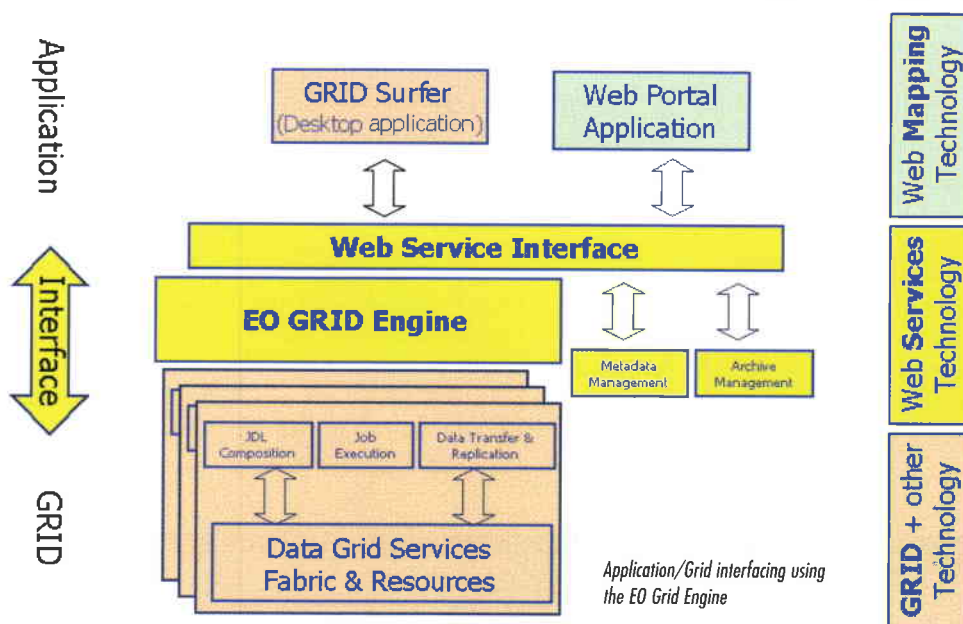 Application
Interface
GRID
GRID Surfer
(Desktop application)
Web Portal
Application
Web Service Interface
EO GRID Engine
Metadata
Management
Archive
Management
JDL
Composition
Job
Execution
Data Transfer &
Replication
Data Grid Services
Fabric & Resources
Application/Grid interfacing using
the EO Grid Engine
Web Mapping
Technology
Web Services
Technology
GRID + other
Technology